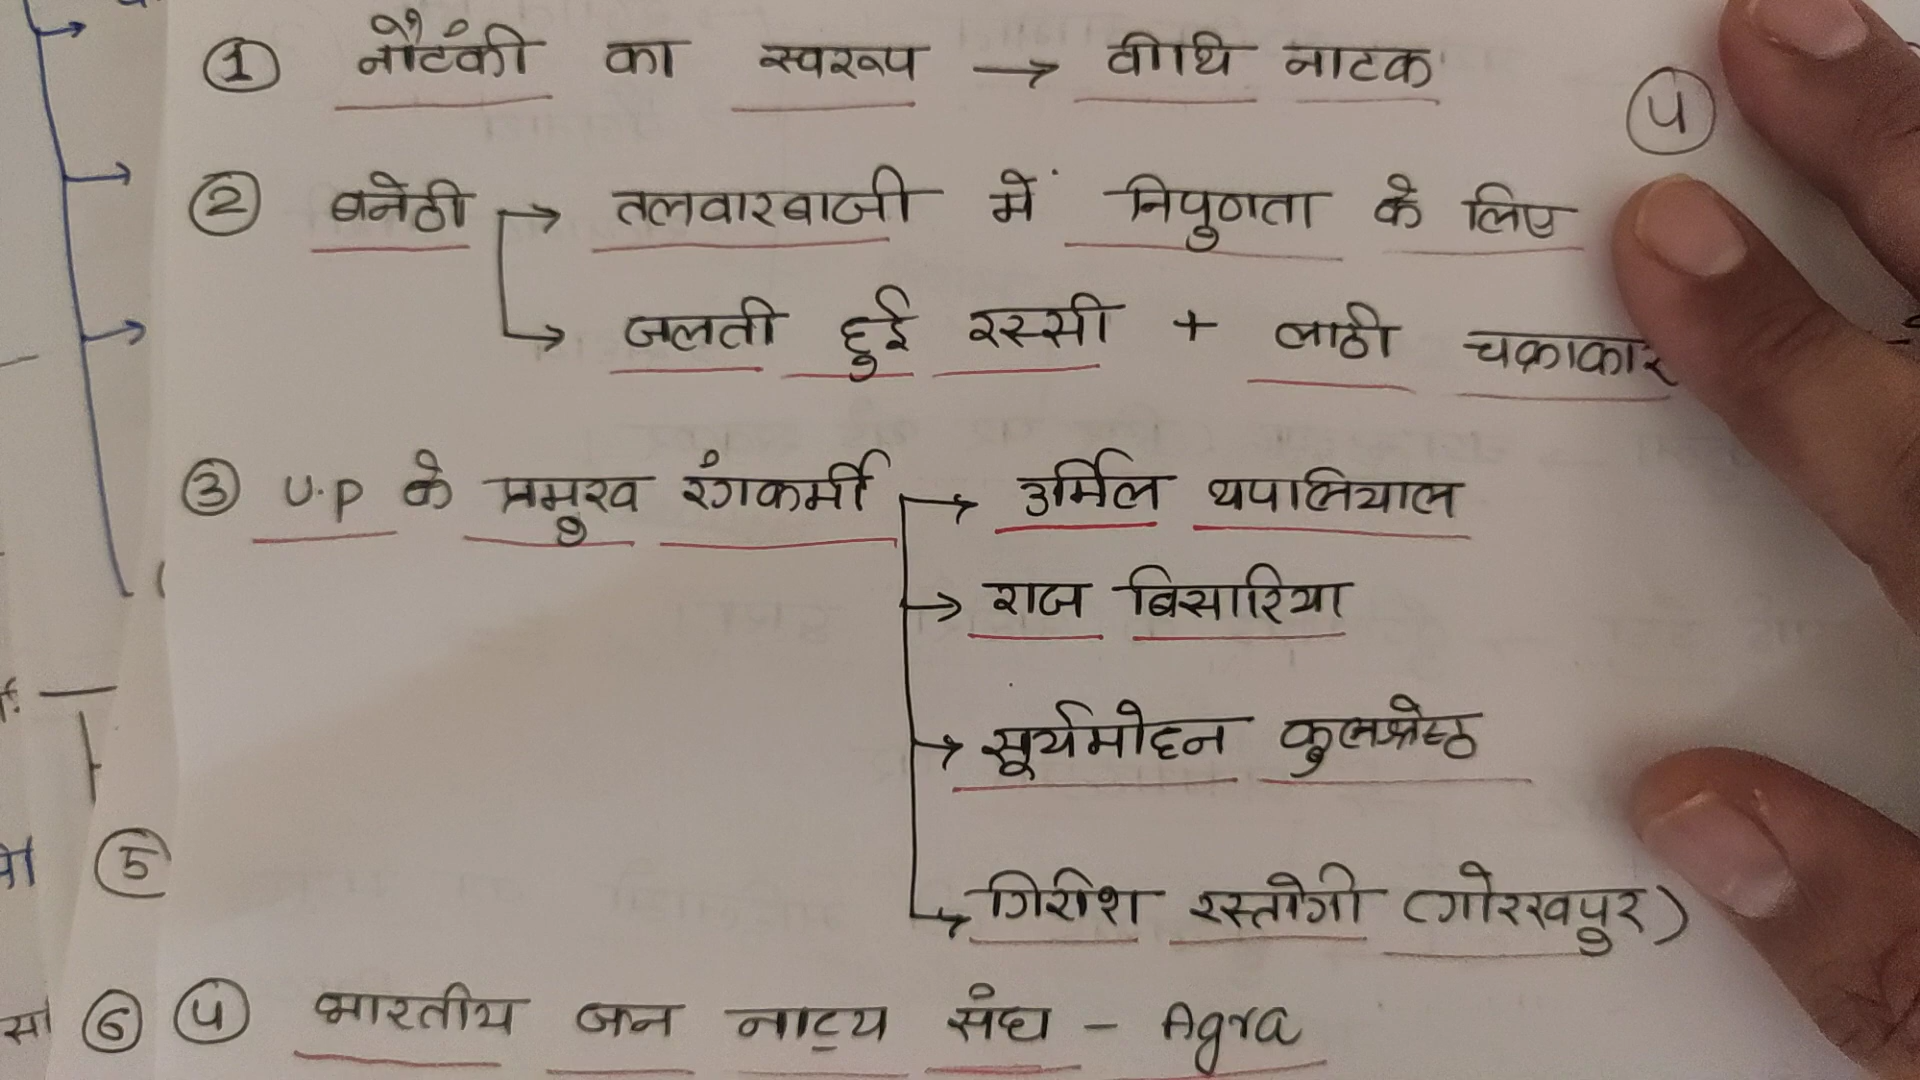 ① नौटंकी का स्वरूप → वीथि नाटक
④
② बनेठी → तलवारबाजी में निपुणता के लिए
→ जलती हुई रस्सी + लाठी चक्राकार
③ U.P के प्रमुख रंगकर्मी → उर्मिल थपालियाल
→ राज बिसारिया
→ सूर्यमोहन कुलश्रेष्ठ
⑤
→ गिरीश रस्तोगी (गोरखपुर)
⑥ ④ भारतीय जन नाट्य संघ - Agra